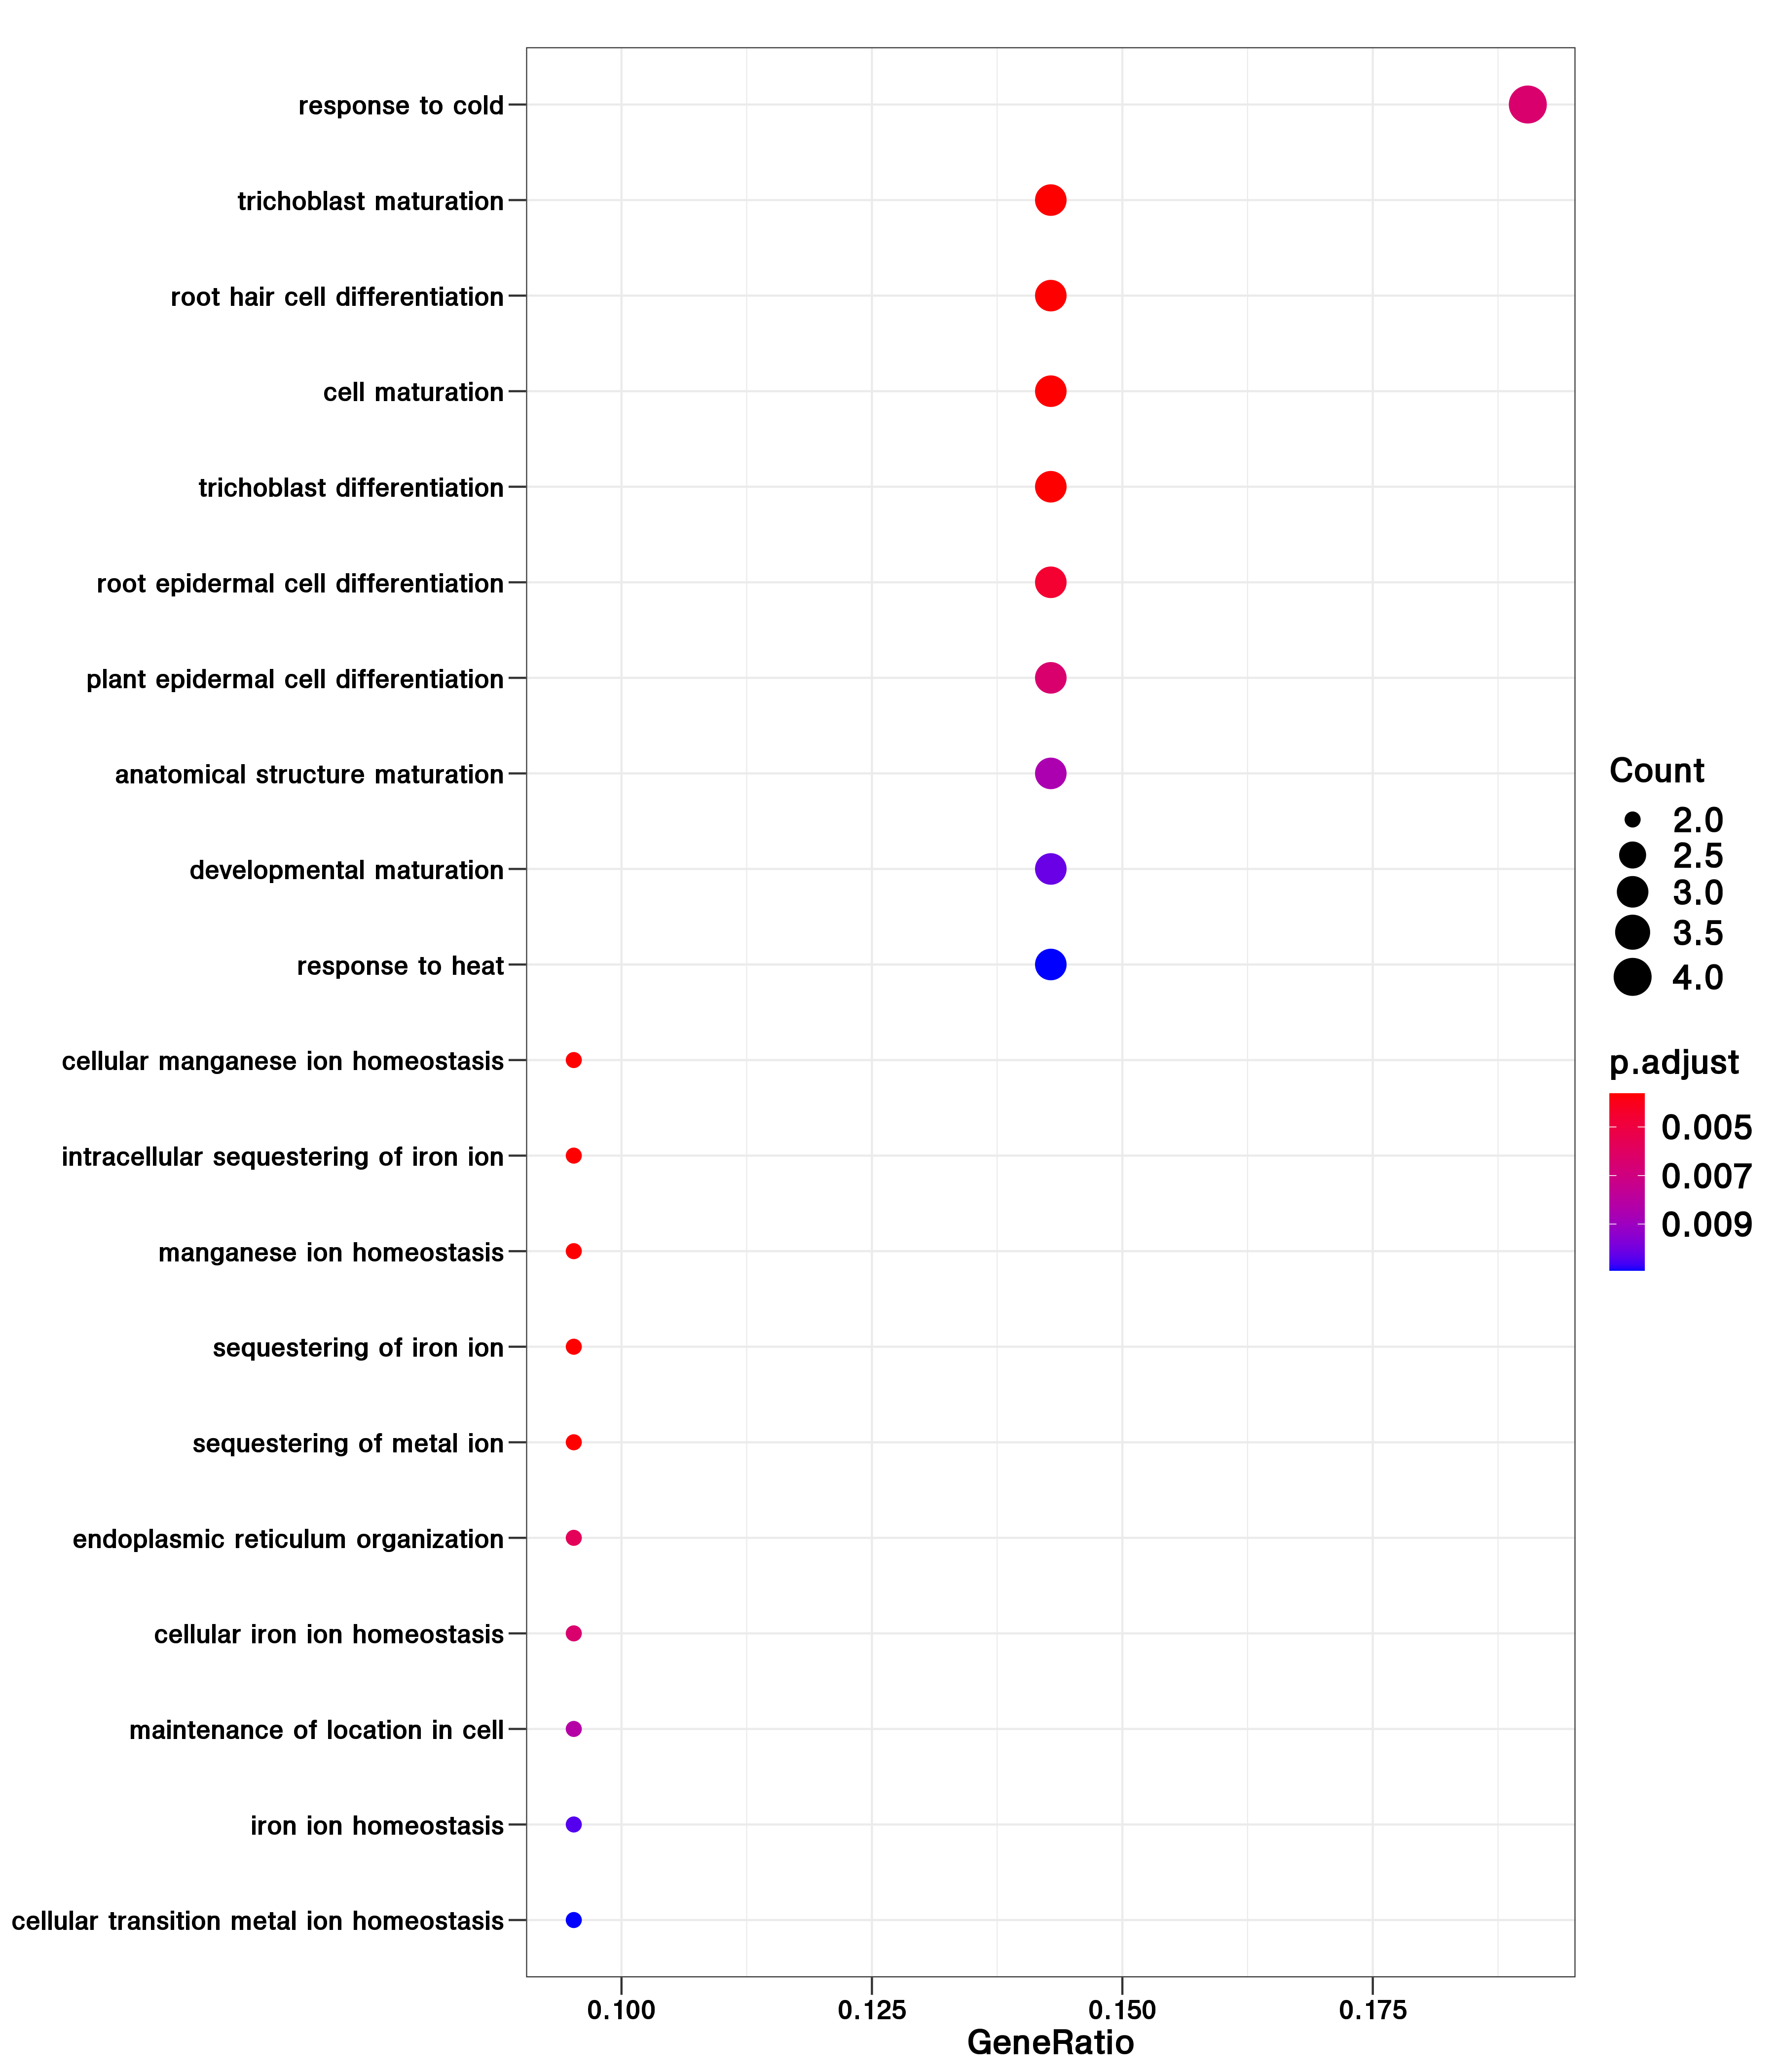 response to cold
trichoblast maturation
root hair cell differentiation
cell maturation
trichoblast differentiation
root epidermal cell differentiation
plant epidermal cell differentiation
anatomical structure maturation
developmental maturation
response to heat
cellular manganese ion homeostasis
intracellular sequestering of iron ion
manganese ion homeostasis
sequestering of iron ion
sequestering of metal ion
endoplasmic reticulum organization
cellular iron ion homeostasis
maintenance of location in cell
iron ion homeostasis
cellular transition metal ion homeostasis
0.100 0.125 0.150 0.175
GeneRatio
Count
2.0
2.5
3.0
3.5
4.0
p.adjust
0.005
0.007
0.009